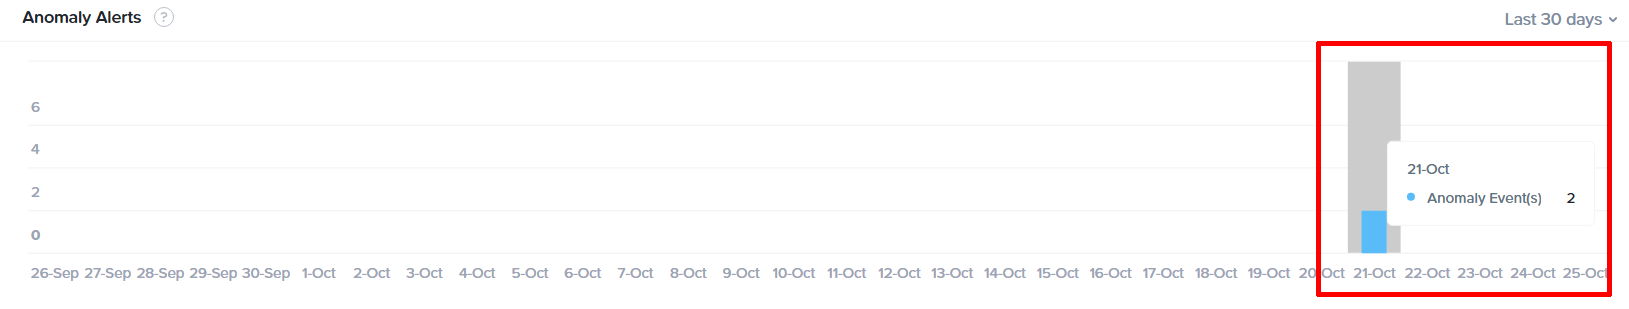 Anomaly Alerts ?
Last 30 days
6
4
21-Oct
2
Anomaly Event(s) 2
0
26-Sep 27-Sep 28-Sep 29-Sep 30-Sep 1-Oct 2-Oct 3-Oct 4-Oct 5-Oct 6-Oct 7-Oct 8-Oct 9-Oct 10-Oct 11-Oct 12-Oct 13-Oct 14-Oct 15-Oct 16-Oct 17-Oct 18-Oct 19-Oct 20-Oct 21-Oct 22-Oct 23-Oct 24-Oct 25-Oct